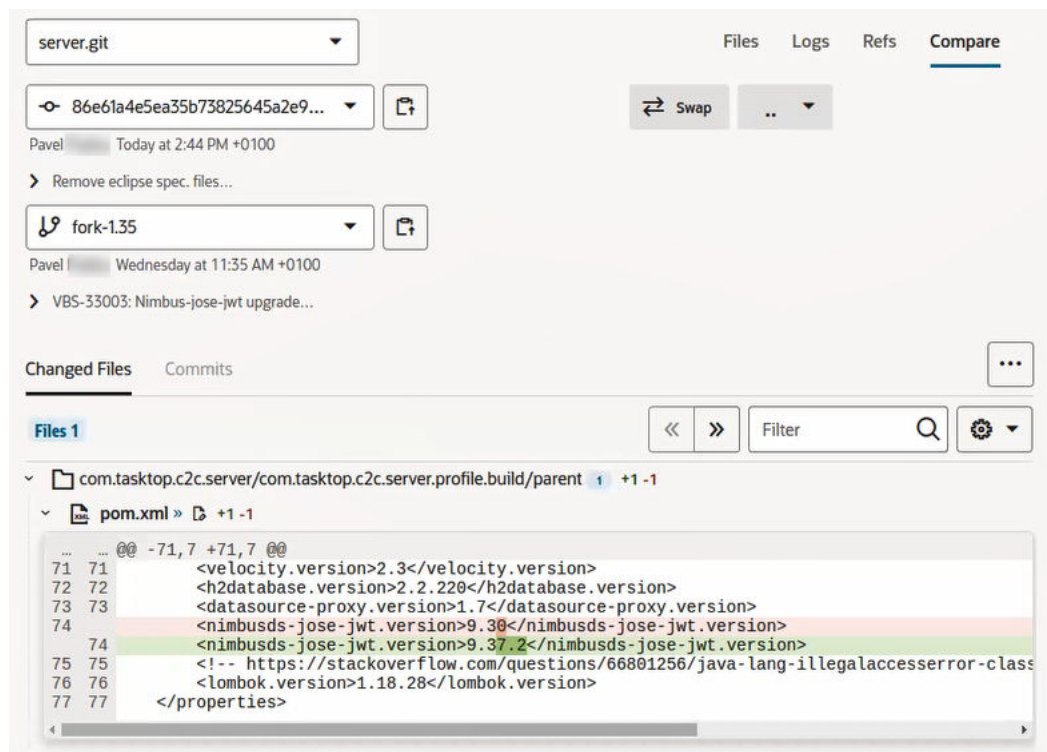 server.git
Files Logs Refs Compare
86e61a4e5ea35b73825645a2e9...
Swap ..
Pavel Today at 2:44 PM +0100
Remove eclipse spec. files...
fork-1.35
Pavel Wednesday at 11:35 AM +0100
VBS-33003: Nimbus-jose-jwt upgrade...
Changed Files Commits
...
Files 1
« » Filter
com.tasktop.c2c.server/com.tasktop.c2c.server.profile.build/parent 1 +1 -1
pom.xml » +1 -1
... ... @@ -71,7 +71,7 @@
71 71 <velocity.version>2.3</velocity.version>
72 72 <h2database.version>2.2.220</h2database.version>
73 73 <datasource-proxy.version>1.7</datasource-proxy.version>
74 <nimbusds-jose-jwt.version>9.30</nimbusds-jose-jwt.version>
74 <nimbusds-jose-jwt.version>9.37.2</nimbusds-jose-jwt.version>
75 75 <!-- https://stackoverflow.com/questions/66801256/java-lang-illegalaccesserror-class
76 76 <lombok.version>1.18.28</lombok.version>
77 77 </properties>